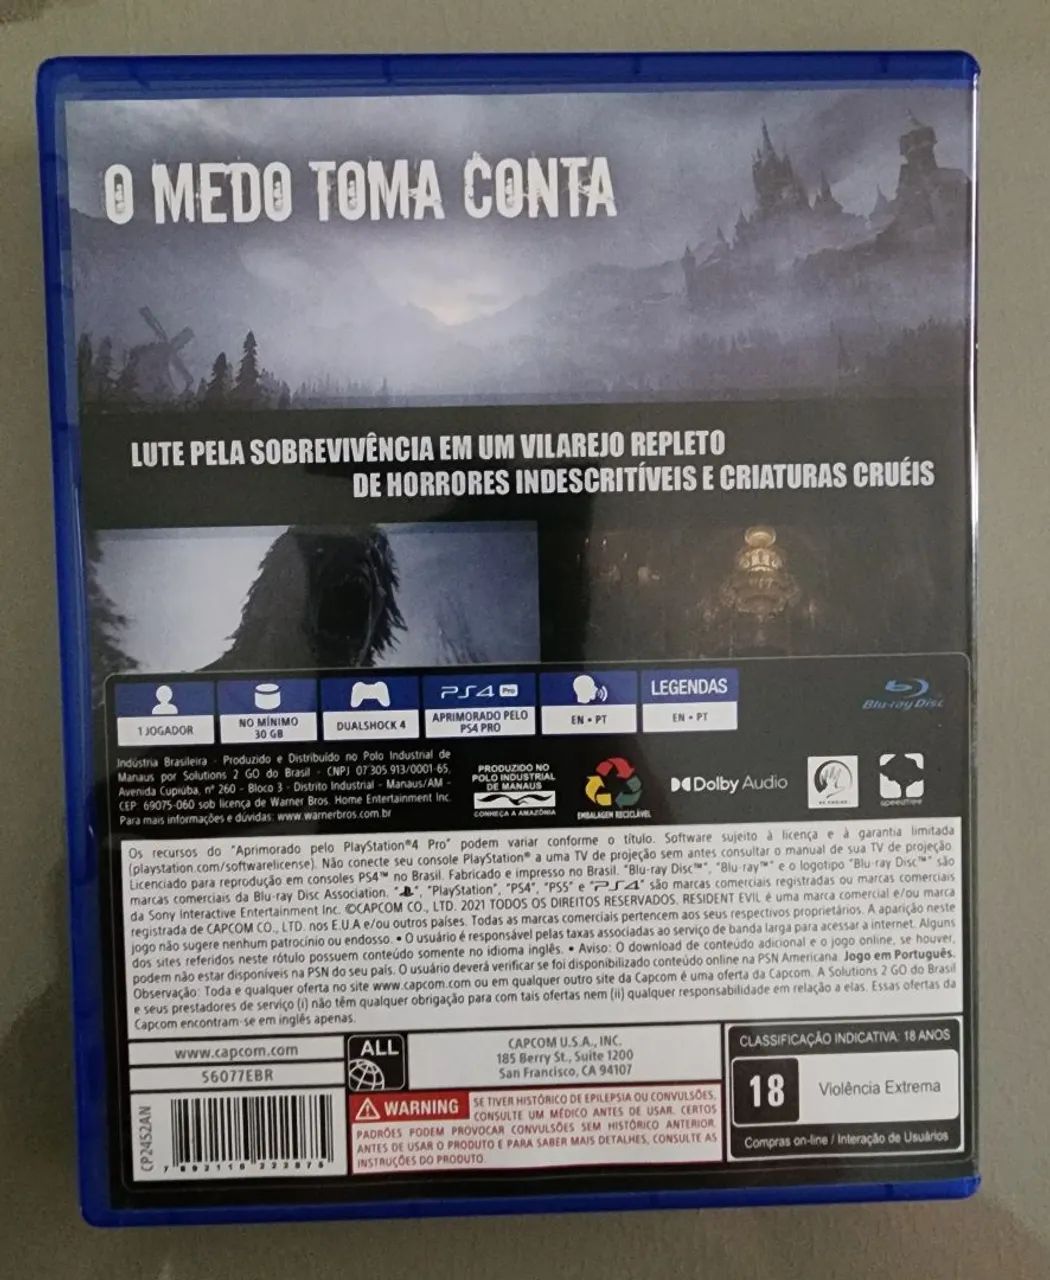 O MEDO TOMA CONTA
LUTE PELA SOBREVIVÊNCIA EM UM VILAREJO REPLETO
DE HORRORES INDESCRITÍVEIS E CRIATURAS CRUÉIS
1 JOGADOR
NO MÍNIMO
30 GB
DUALSHOCK 4
PS4 Pro
APRIMORADO PELO
PS4 PRO
EN • PT
LEGENDAS
EN • PT
Blu-ray Disc
Indústria Brasileira - Produzido e Distribuído no Polo Industrial de
Manaus por Solutions 2 GO do Brasil - CNPJ 07.305.913/0001-65,
Avenida Cupiúba, nº 260 - Bloco 3 - Distrito Industrial - Manaus/AM -
CEP 69075-060 sob licença de Warner Bros. Home Entertainment Inc.
Para mais informações e dúvidas: www.warnerbros.com.br
PRODUZIDO NO
POLO INDUSTRIAL
DE MANAUS
CONHEÇA A AMAZÔNIA
EMBALAGEM RECICLÁVEL
Dolby Audio
RE ENGINE
speedtree
Os recursos do "Aprimorado pelo PlayStation®4 Pro" podem variar conforme o título. Software sujeito à licença e à garantia limitada
(playstation.com/softwarelicense). Não conecte seu console PlayStation® a uma TV de projeção sem antes consultar o manual de sua TV de projeção.
Licenciado para reprodução em consoles PS4™ no Brasil. Fabricado e impresso no Brasil. "Blu-ray Disc™", "Blu-ray™" e o logotipo "Blu-ray Disc™" são
marcas comerciais da Blu-ray Disc Association. "", "PlayStation", "PS4", "PS5" e "PS4" são marcas comerciais registradas ou marcas comerciais
da Sony Interactive Entertainment Inc. ©CAPCOM CO., LTD. 2021 TODOS OS DIREITOS RESERVADOS. RESIDENT EVIL é uma marca comercial e/ou marca
registrada de CAPCOM CO., LTD. nos E.U.A e/ou outros países. Todas as marcas comerciais pertencem aos seus respectivos proprietários. A aparição neste
jogo não sugere nenhum patrocínio ou endosso. • O usuário é responsável pelas taxas associadas ao serviço de banda larga para acessar a internet. Alguns
dos sites referidos neste rótulo possuem conteúdo somente no idioma inglês. • Aviso: O download de conteúdo adicional e o jogo online, se houver,
podem não estar disponíveis na PSN do seu país. O usuário deverá verificar se foi disponibilizado conteúdo online na PSN Americana. Jogo em Português.
Observação: Toda e qualquer oferta no site www.capcom.com ou em qualquer outro site da Capcom é uma oferta da Capcom. A Solutions 2 GO do Brasil
e seus prestadores de serviço (i) não têm qualquer obrigação para com tais ofertas nem (ii) qualquer responsabilidade em relação a elas. Essas ofertas da
Capcom encontram-se em inglês apenas.
www.capcom.com
56077EBR
ALL
CAPCOM U.S.A., INC.
185 Berry St., Suite 1200
San Francisco, CA 94107
CP2452AN
7 892110 222976
WARNING
SE TIVER HISTÓRICO DE EPILEPSIA OU CONVULSÕES,
CONSULTE UM MÉDICO ANTES DE USAR. CERTOS
PADRÕES PODEM PROVOCAR CONVULSÕES SEM HISTÓRICO ANTERIOR.
ANTES DE USAR O PRODUTO E PARA SABER MAIS DETALHES, CONSULTE AS
INSTRUÇÕES DO PRODUTO.
CLASSIFICAÇÃO INDICATIVA: 18 ANOS
18
Violência Extrema
Compras on-line / Interação de Usuários